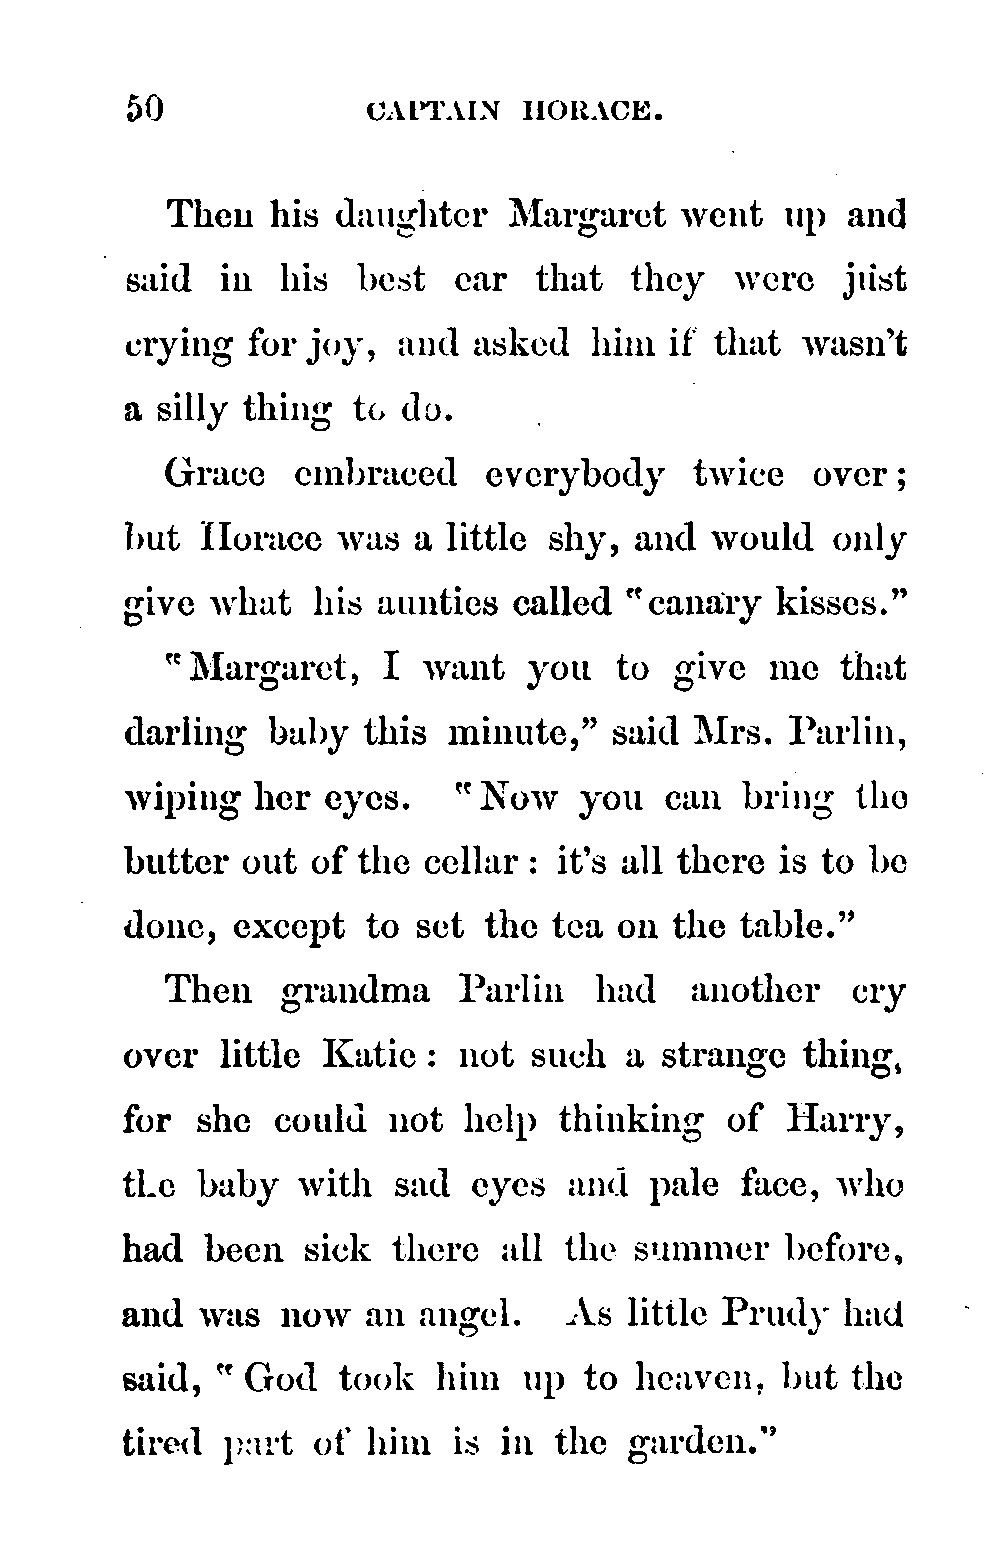 50 CAPTAIN HORACE.
Then his daughter Margaret went up and
said in his best ear that they were just
crying for joy, and asked him if that wasn't
a silly thing to do.
Grace embraced everybody twice over;
but Horace was a little shy, and would only
give what his aunties called "canary kisses."
"Margaret, I want you to give me that
darling baby this minute," said Mrs. Parlin,
wiping her eyes. "Now you can bring the
butter out of the cellar: it's all there is to be
done, except to set the tea on the table."
Then grandma Parlin had another cry
over little Katie: not such a strange thing,
for she could not help thinking of Harry,
the baby with sad eyes and pale face, who
had been sick there all the summer before,
and was now an angel. As little Prudy had
said, "God took him up to heaven, but the
tired part of him is in the garden."